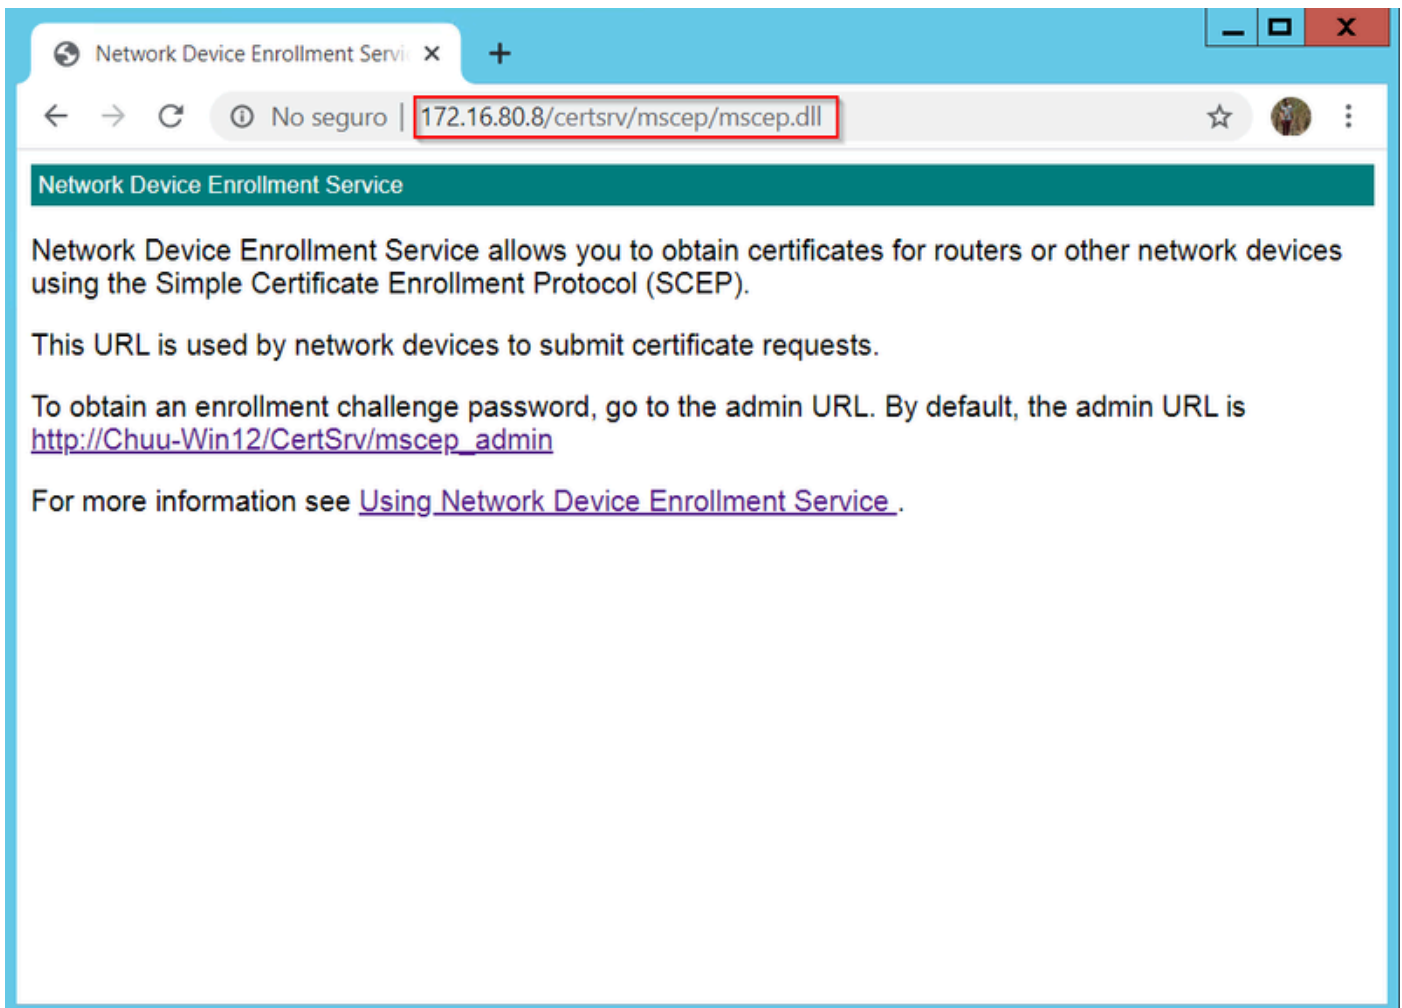 Network Device Enrollment Servi
No seguro | 172.16.80.8/certsrv/mscep/mscep.dll
Network Device Enrollment Service
Network Device Enrollment Service allows you to obtain certificates for routers or other network devices
using the Simple Certificate Enrollment Protocol (SCEP).
This URL is used by network devices to submit certificate requests.
To obtain an enrollment challenge password, go to the admin URL. By default, the admin URL is
http://Chuu-Win12/CertSrv/mscep_admin
For more information see Using Network Device Enrollment Service .